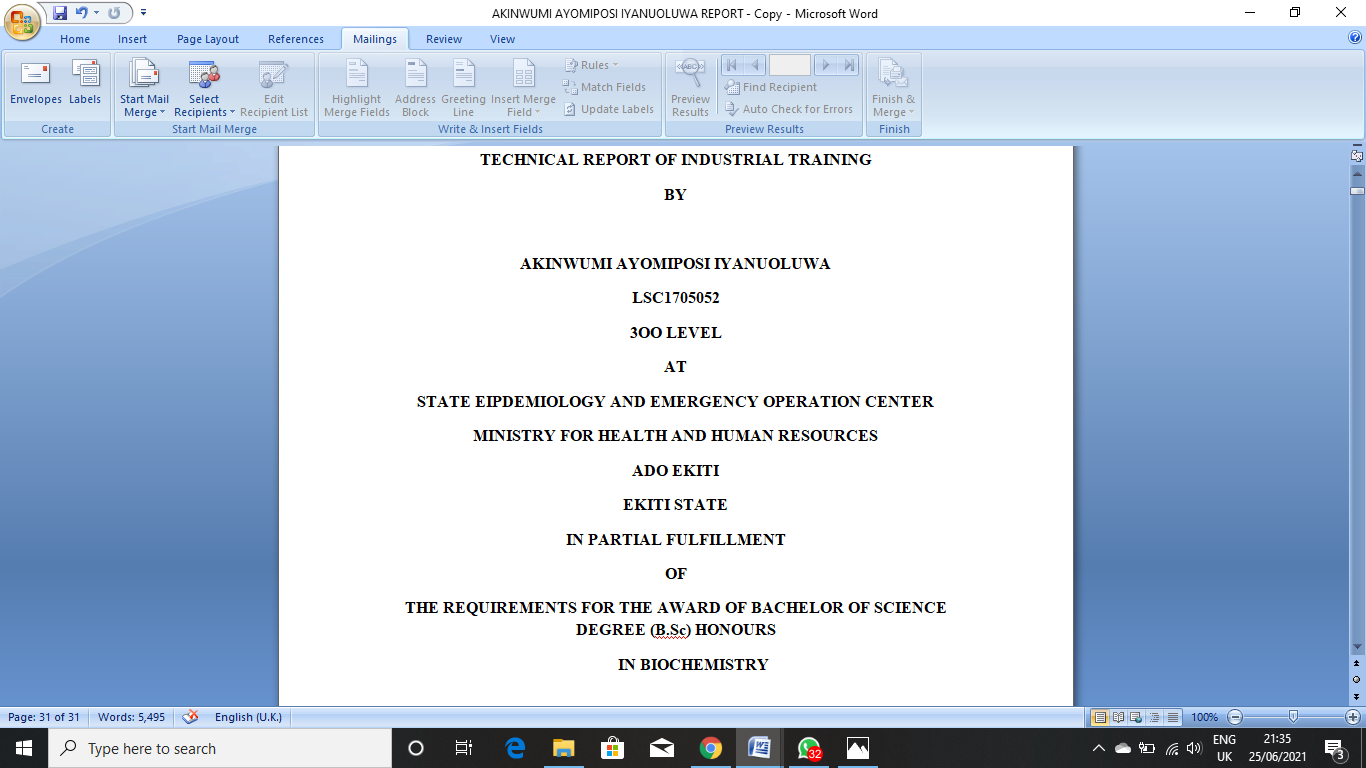 AKINWUMI AYOMIPOSI IYANUOLUWA REPORT - Copy - Microsoft Word
Home Insert Page Layout References Mailings Review View
Envelopes Labels
Create
Start Mail Merge
Select Recipients
Edit Recipient List
Start Mail Merge
Highlight Merge Fields
Address Block
Greeting Line
Insert Merge Field
Rules
Match Fields
Update Labels
Write & Insert Fields
ABC
Preview Results
Find Recipient
Auto Check for Errors
Preview Results
Finish & Merge
Finish
TECHNICAL REPORT OF INDUSTRIAL TRAINING
BY
AKINWUMI AYOMIPOSI IYANUOLUWA
LSC1705052
3OO LEVEL
AT
STATE EIPDEMIOLOGY AND EMERGENCY OPERATION CENTER
MINISTRY FOR HEALTH AND HUMAN RESOURCES
ADO EKITI
EKITI STATE
IN PARTIAL FULFILLMENT
OF
THE REQUIREMENTS FOR THE AWARD OF BACHELOR OF SCIENCE
DEGREE (B.Sc) HONOURS
IN BIOCHEMISTRY
Page: 31 of 31 Words: 5,495 English (U.K.) 100%
Type here to search
32
ENG
UK
21:35
25/06/2021
3